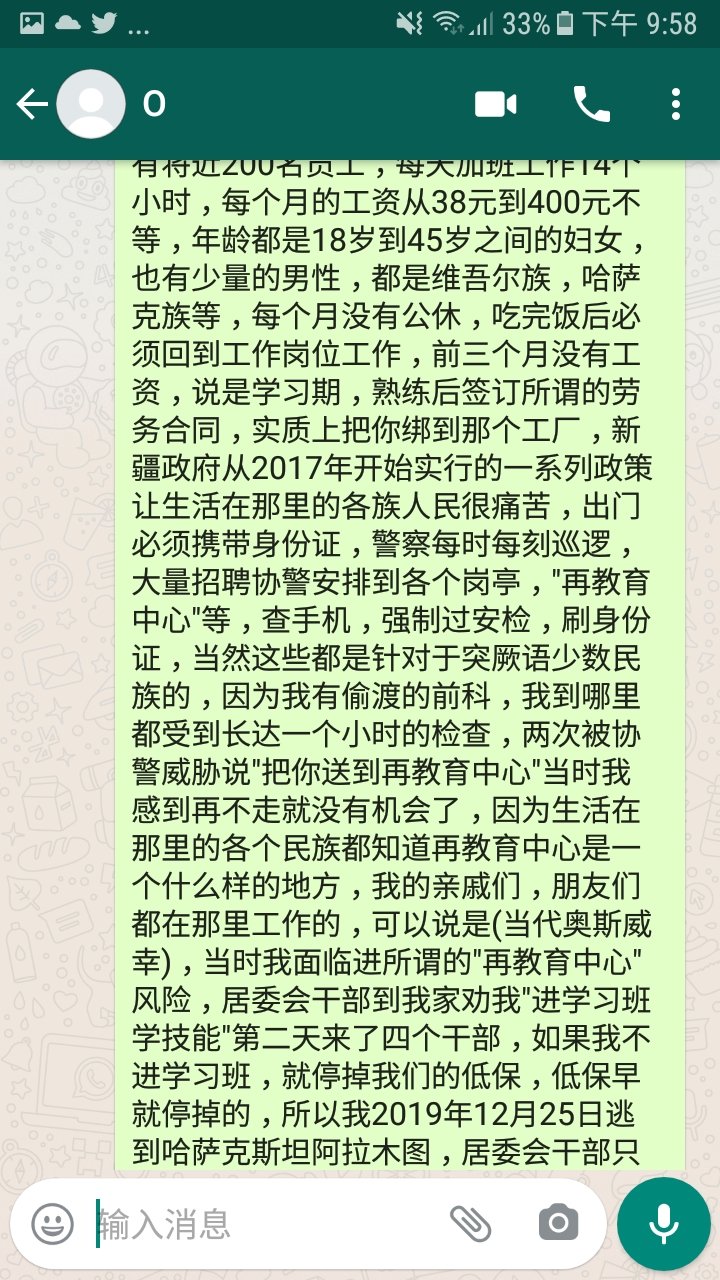 ... 33% 下午 9:58
O
有将近200名员工，每天加班工作14个
小时，每个月的工资从38元到400元不
等，年龄都是18岁到45岁之间的妇女，
也有少量的男性，都是维吾尔族，哈萨
克族等，每个月没有公休，吃完饭后必
须回到工作岗位工作，前三个月没有工
资，说是学习期，熟练后签订所谓的劳
务合同，实质上把你绑到那个工厂，新
疆政府从2017年开始实行的一系列政策
让生活在那里的各族人民很痛苦，出门
必须携带身份证，警察每时每刻巡逻，
大量招聘协警安排到各个岗亭，"再教育
中心"等，查手机，强制过安检，刷身份
证，当然这些都是针对于突厥语少数民
族的，因为我有偷渡的前科，我到哪里
都受到长达一个小时的检查，两次被协
警威胁说"把你送到再教育中心"当时我
感到再不走就没有机会了，因为生活在
那里的各个民族都知道再教育中心是一
个什么样的地方，我的亲戚们，朋友们
都在那里工作的，可以说是(当代奥斯威
幸)，当时我面临进所谓的"再教育中心"
风险，居委会干部到我家劝我"进学习班
学技能"第二天来了四个干部，如果我不
进学习班，就停掉我们的低保，低保早
就停掉的，所以我2019年12月25日逃
到哈萨克斯坦阿拉木图，居委会干部只
输入消息